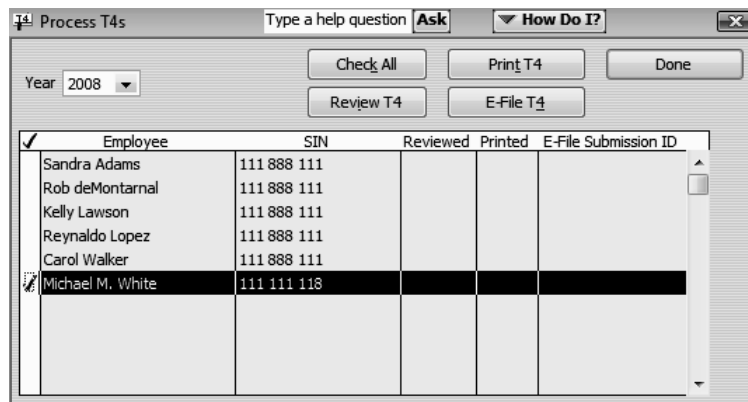 T4 Process T4s Type a help question Ask How Do I?
Check All Print T4 Done
Year 2008
Review T4 E-File T4
Employee SIN Reviewed Printed E-File Submission ID
Sandra Adams 111 888 111
Rob deMontarnal 111 888 111
Kelly Lawson 111 888 111
Reynaldo Lopez 111 888 111
Carol Walker 111 888 111
Michael M. White 111 111 118